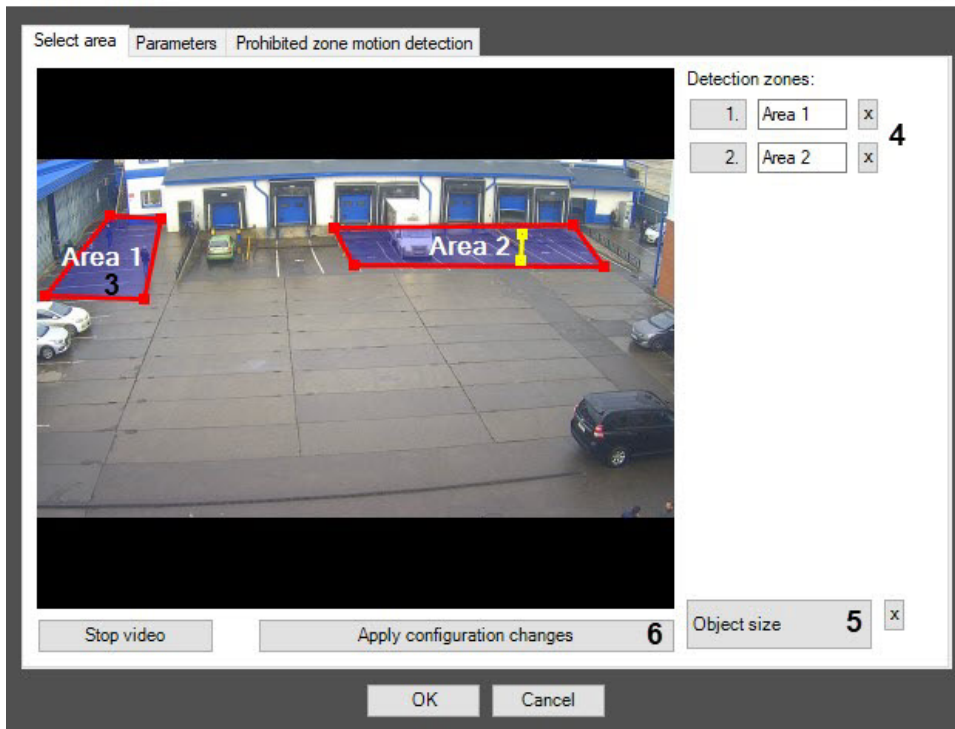 Select area Parameters Prohibited zone motion detection
Detection zones:
1. Area 1 x
4
2. Area 2 x
Area 1
3
Area 2
Object size 5 x
Stop video Apply configuration changes 6
OK Cancel